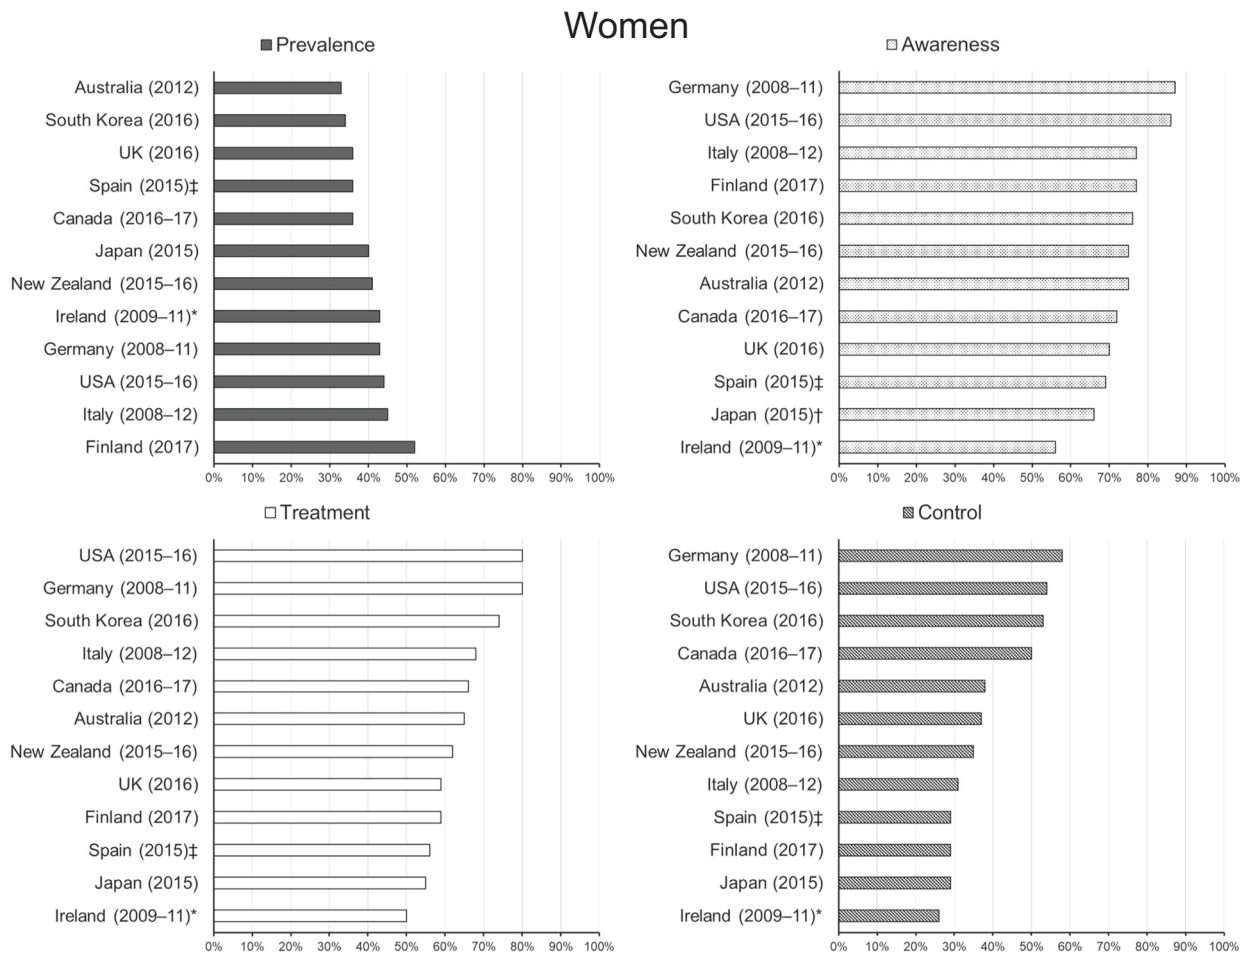 Women
Prevalence
Australia (2012)
South Korea (2016)
UK (2016)
Spain (2015)‡
Canada (2016–17)
Japan (2015)
New Zealand (2015–16)
Ireland (2009–11)*
Germany (2008–11)
USA (2015–16)
Italy (2008–12)
Finland (2017)
0% 10% 20% 30% 40% 50% 60% 70% 80% 90% 100%
Awareness
Germany (2008–11)
USA (2015–16)
Italy (2008–12)
Finland (2017)
South Korea (2016)
New Zealand (2015–16)
Australia (2012)
Canada (2016–17)
UK (2016)
Spain (2015)‡
Japan (2015)†
Ireland (2009–11)*
0% 10% 20% 30% 40% 50% 60% 70% 80% 90% 100%
Treatment
USA (2015–16)
Germany (2008–11)
South Korea (2016)
Italy (2008–12)
Canada (2016–17)
Australia (2012)
New Zealand (2015–16)
UK (2016)
Finland (2017)
Spain (2015)‡
Japan (2015)
Ireland (2009–11)*
0% 10% 20% 30% 40% 50% 60% 70% 80% 90% 100%
Control
Germany (2008–11)
USA (2015–16)
South Korea (2016)
Canada (2016–17)
Australia (2012)
UK (2016)
New Zealand (2015–16)
Italy (2008–12)
Spain (2015)‡
Finland (2017)
Japan (2015)
Ireland (2009–11)*
0% 10% 20% 30% 40% 50% 60% 70% 80% 90% 100%